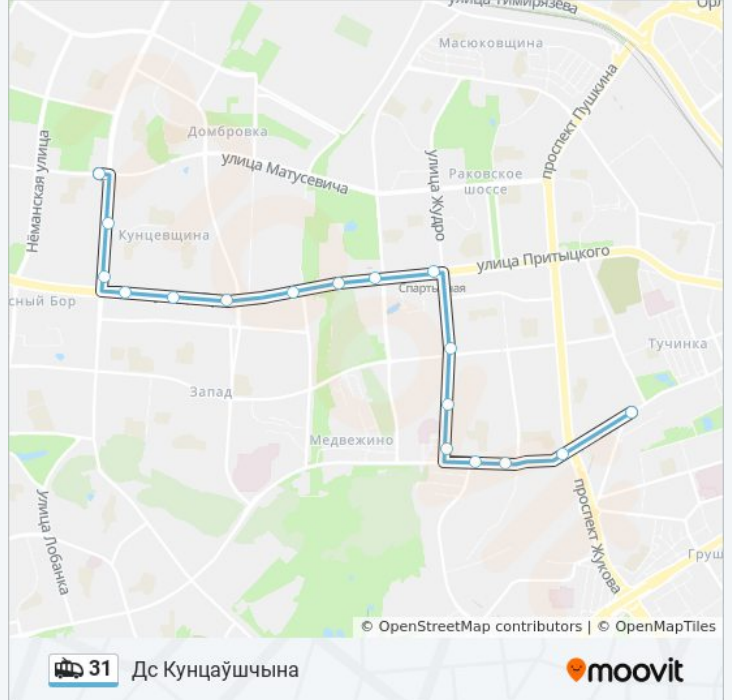 улица Тимирязева
Масюковщина
проспект Пушкина
Домбровка
улица Матусевича
Нёманская улица
улица Жудро
Раковское
шоссе
Кунцевщина
улица Притыцкого
сный Бор
Тучинка
Запад
Медвежино
улица Лобанка
проспект Жукова
Груш
© OpenStreetMap contributors | © OpenMapTiles
31 Дс Кунцаўшчына
moovit